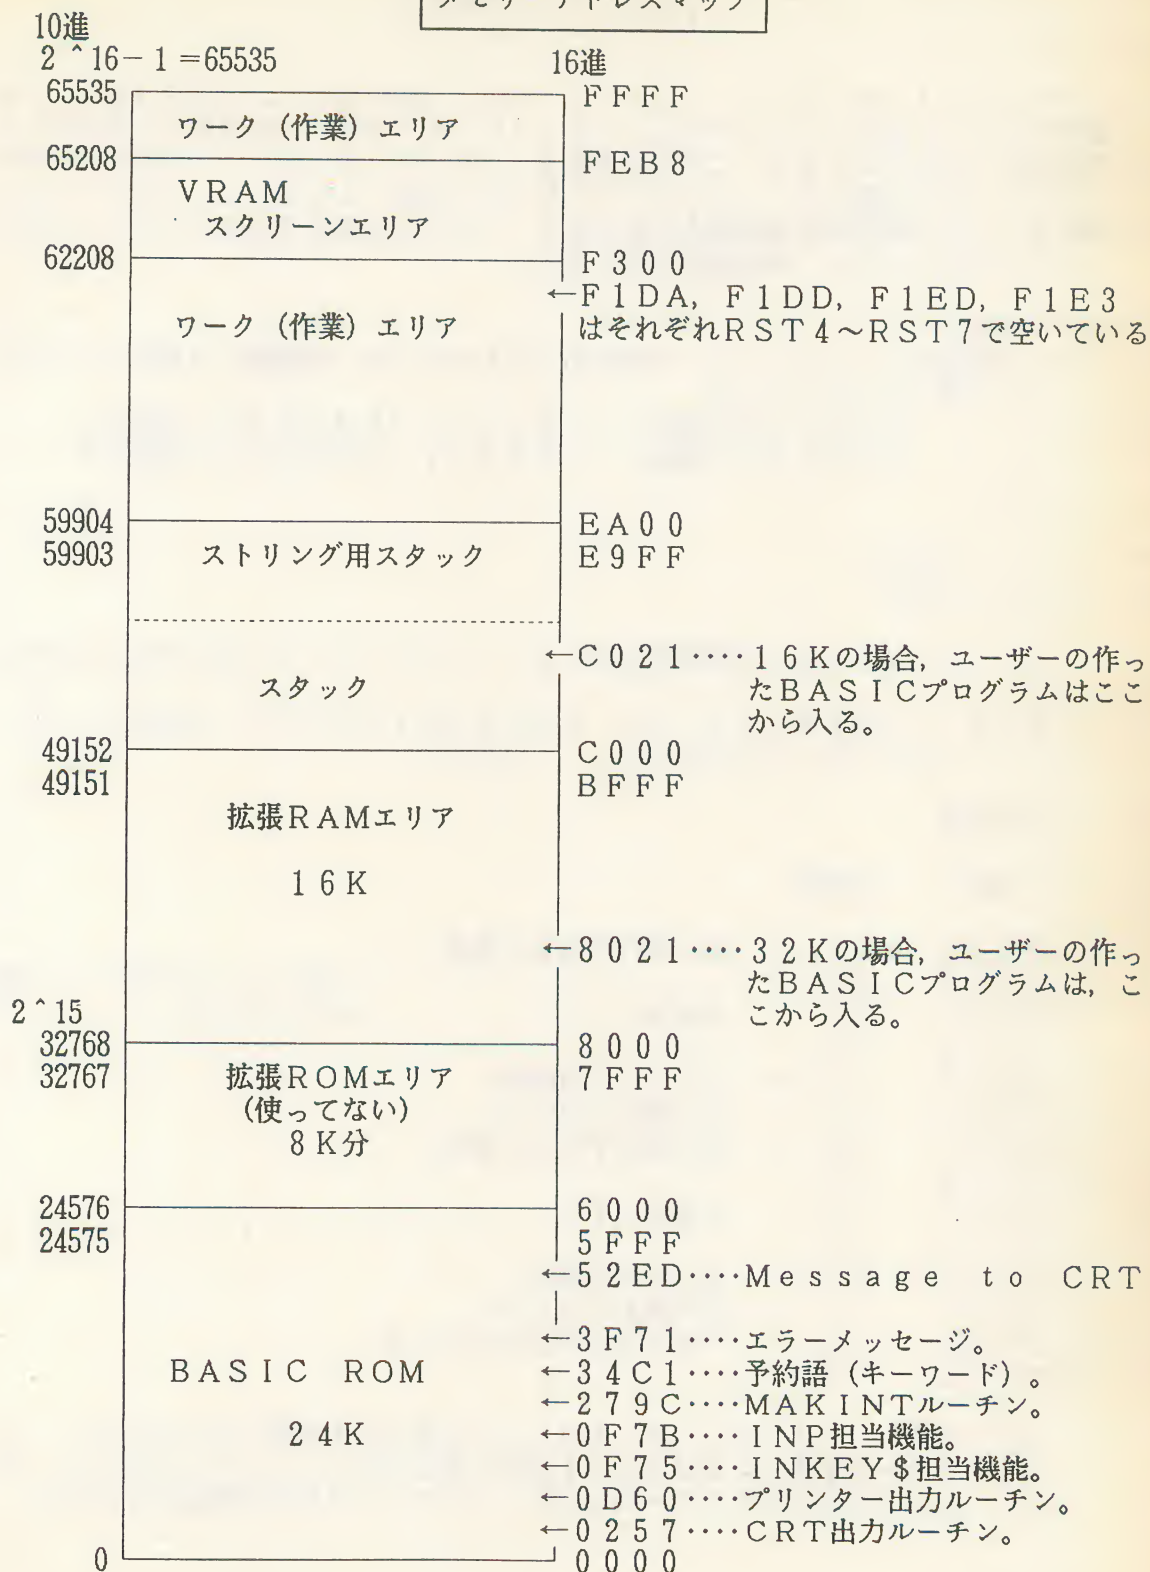 メモリーアドレスマップ
10進
2^16-1=65535
16進
65535 FFFF
ワーク(作業)エリア
65208 FEB8
VRAM
スクリーンエリア
62208 F300
←F1DA, F1DD, F1ED, F1E3
はそれぞれRST4~RST7で空いている
ワーク(作業)エリア
59904 EA00
59903 ストリング用スタック E9FF
←C021····16Kの場合, ユーザーの作っ
たBASICプログラムはここ
から入る。
スタック
49152 C000
49151 BFFF
拡張RAMエリア
16K
←8021····32Kの場合, ユーザーの作っ
たBASICプログラムは, こ
こから入る。
2^15
32768 8000
32767 拡張ROMエリア 7FFF
(使ってない)
8K分
24576 6000
24575 5FFF
←52ED····Message to CRT
←3F71····エラーメッセージ。
BASIC ROM ←34C1····予約語(キーワード)。
←279C····MAKINTルーチン。
24K ←0F7B····INP担当機能。
←0F75····INKEY$担当機能。
←0D60····プリンター出力ルーチン。
←0257····CRT出力ルーチン。
0 0000